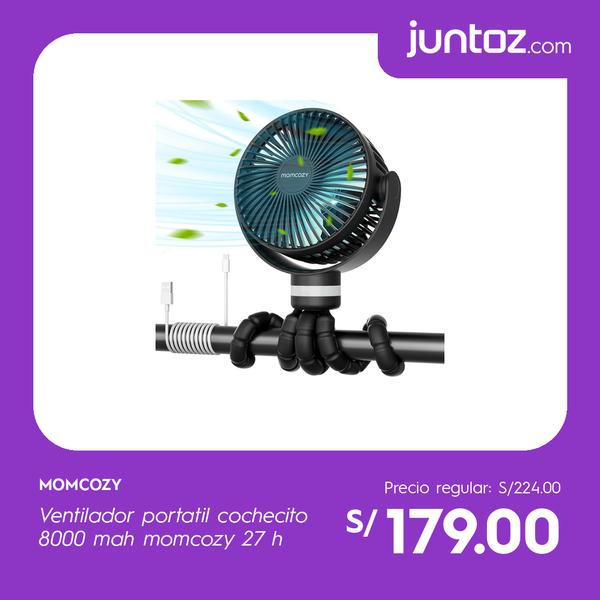 juntoz.com
momcozy
MOMCOZY
Ventilador portatil cochecito
8000 mah momcozy 27 h
Precio regular: S/224.00
S/179.00